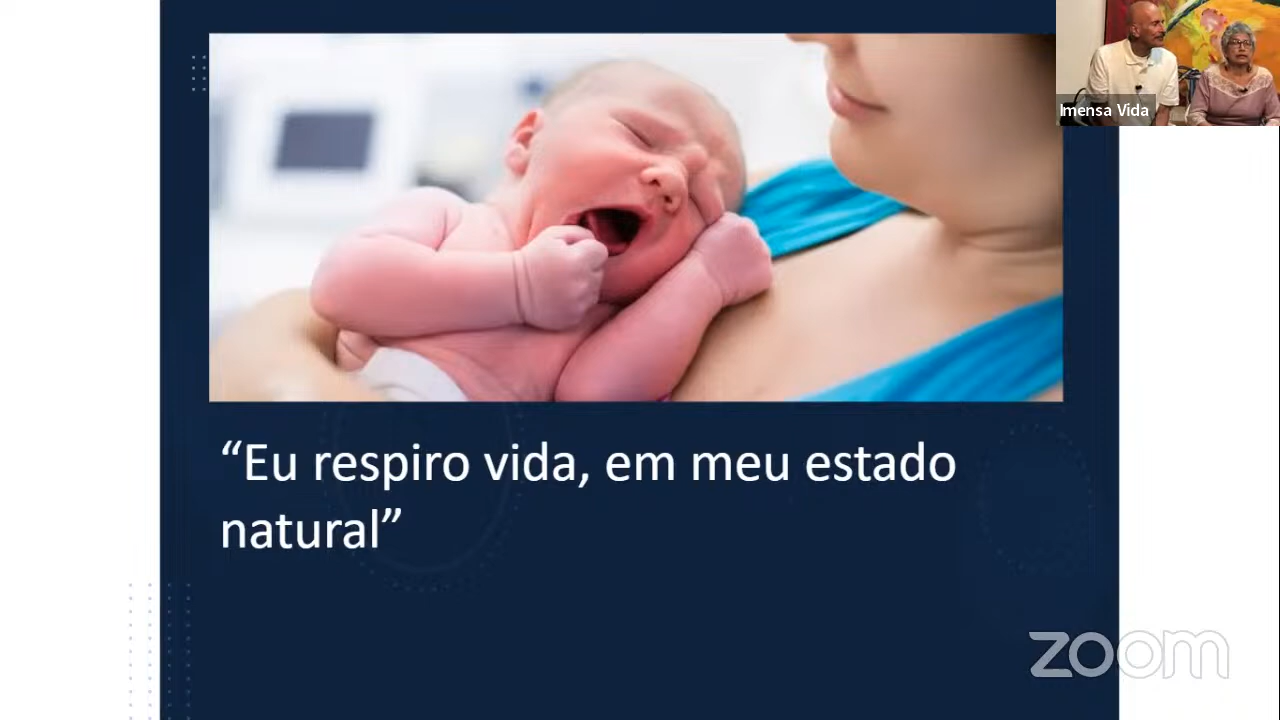 Imensa Vida
“Eu respiro vida, em meu estado
natural”
zoom